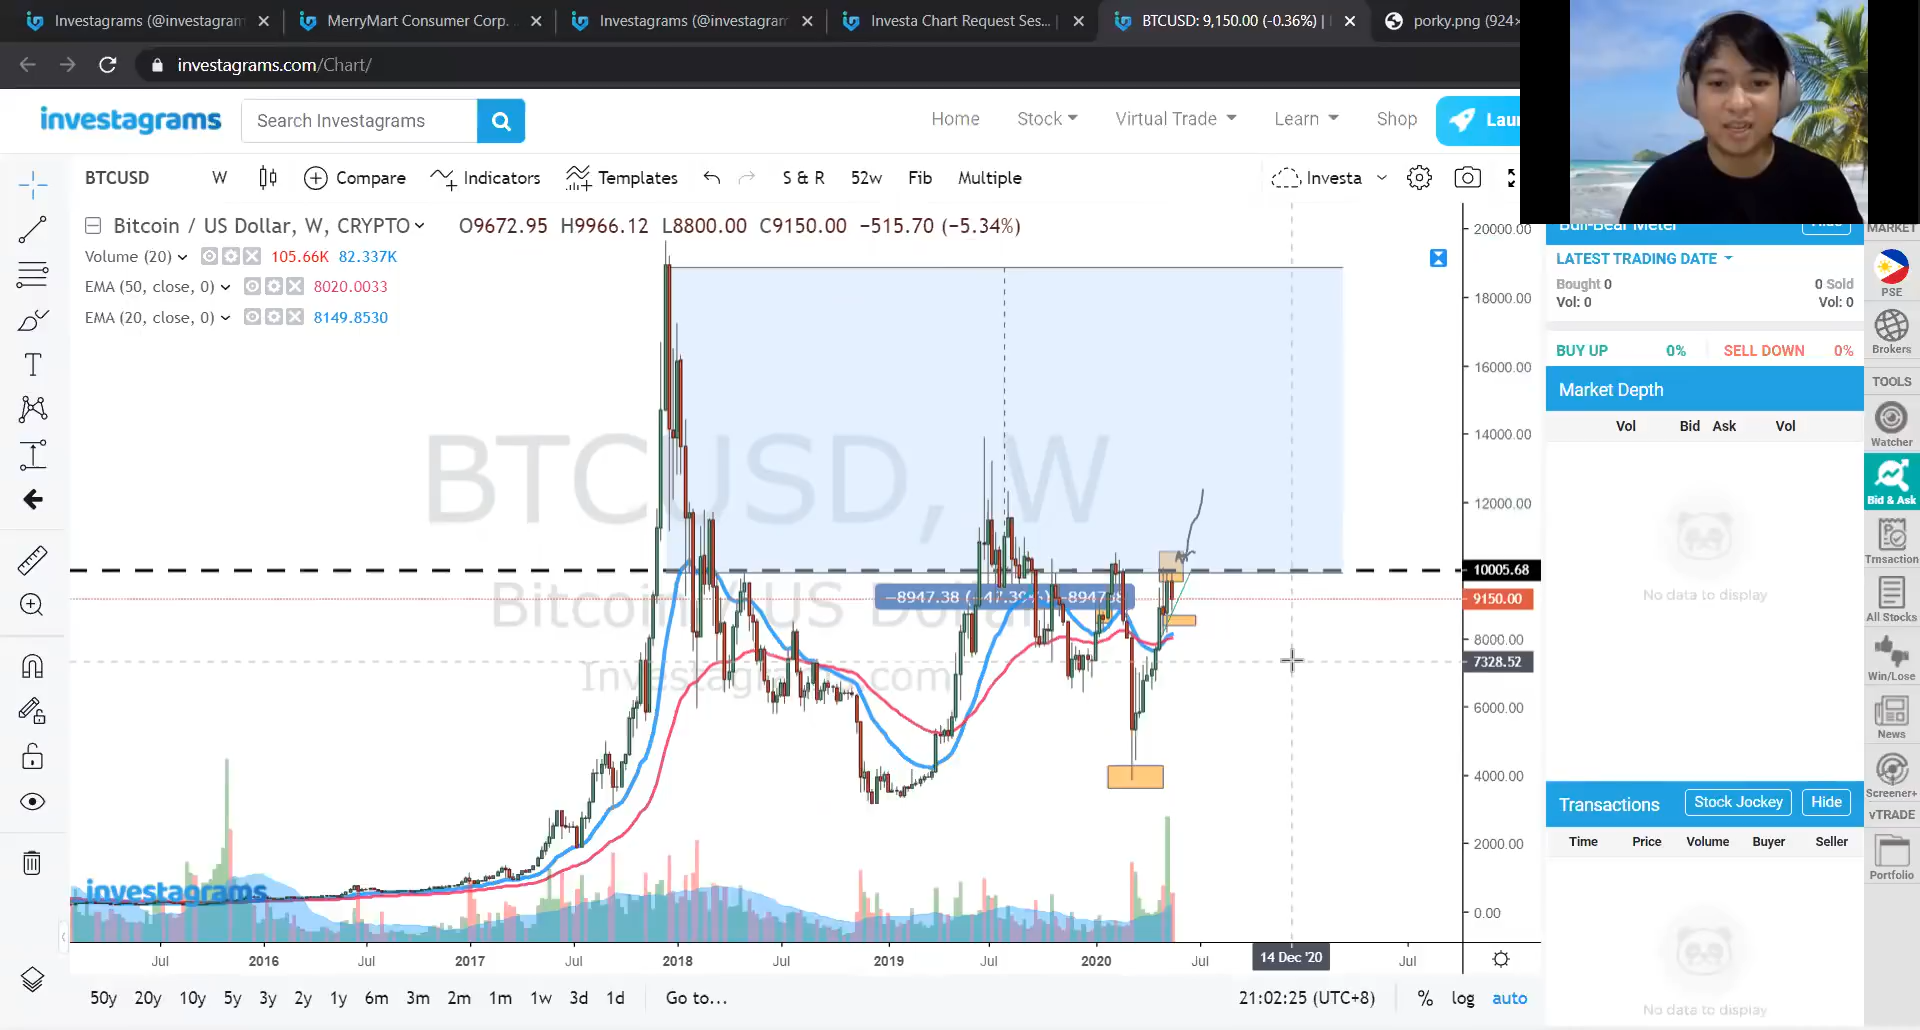 Investagrams (@investagram
MerryMart Consumer Corp.
Investagrams (@investagram
Investa Chart Request Ses...
BTCUSD: 9,150.00 (-0.36%) |
porky.png (924×
investagrams.com/Chart/
investagrams
Search Investagrams
Home
Stock
Virtual Trade
Learn
Shop
Lau
BTCUSD
W
Compare
Indicators
Templates
S & R
52w
Fib
Multiple
Investa
Bitcoin / US Dollar, W, CRYPTO
O9672.95 H9966.12 L8800.00 C9150.00 −515.70 (−5.34%)
Volume (20)
105.66K 82.337K
EMA (50, close, 0)
8020.0033
EMA (20, close, 0)
8149.8530
BTCUSD, W
Bitcoin / US Dollar
Investagrams.com
investagrams
20000.00
18000.00
16000.00
14000.00
12000.00
10005.68
9150.00
8000.00
7328.52
6000.00
4000.00
2000.00
0.00
Jul
2016
Jul
2017
Jul
2018
Jul
2019
Jul
2020
Jul
14 Dec '20
Jul
50y 20y 10y 5y 3y 2y 1y 6m 3m 2m 1m 1w 3d 1d
Go to...
21:02:25 (UTC+8)
%
log
auto
Bull-Bear Meter
Hide
LATEST TRADING DATE
Bought 0
0 Sold
Vol: 0
Vol: 0
BUY UP 0%
SELL DOWN 0%
Market Depth
Vol Bid Ask Vol
No data to display
Transactions
Stock Jockey
Hide
Time Price Volume Buyer Seller
No data to display
MARKET
PSE
Brokers
TOOLS
Watcher
Bid & Ask
Trnsaction
All Stocks
Win/Lose
News
Screener+
vTRADE
Portfolio